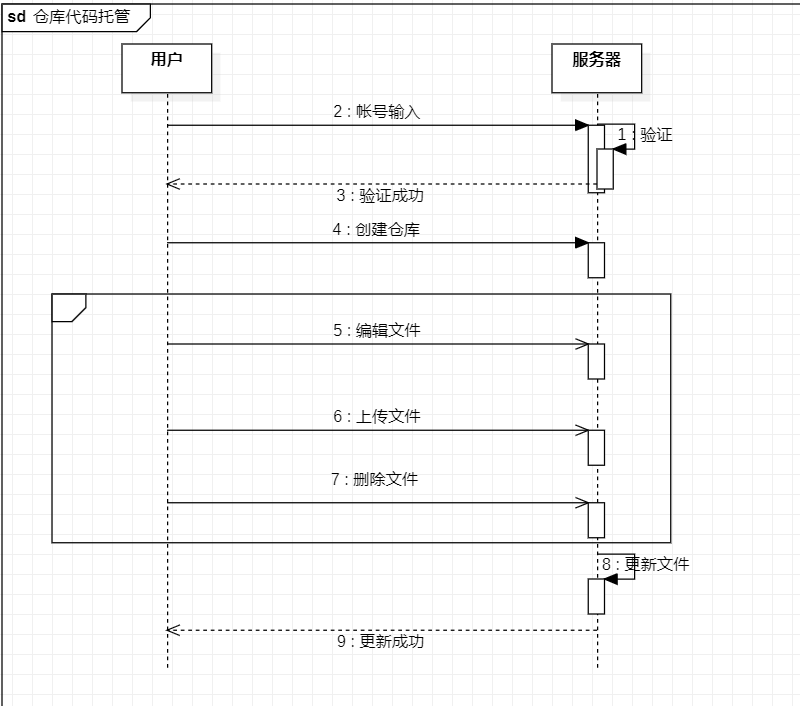 sd 仓库代码托管
用户
服务器
2 : 帐号输入
1 : 验证
3 : 验证成功
4 : 创建仓库
5 : 编辑文件
6 : 上传文件
7 : 删除文件
8 : 更新文件
9 : 更新成功